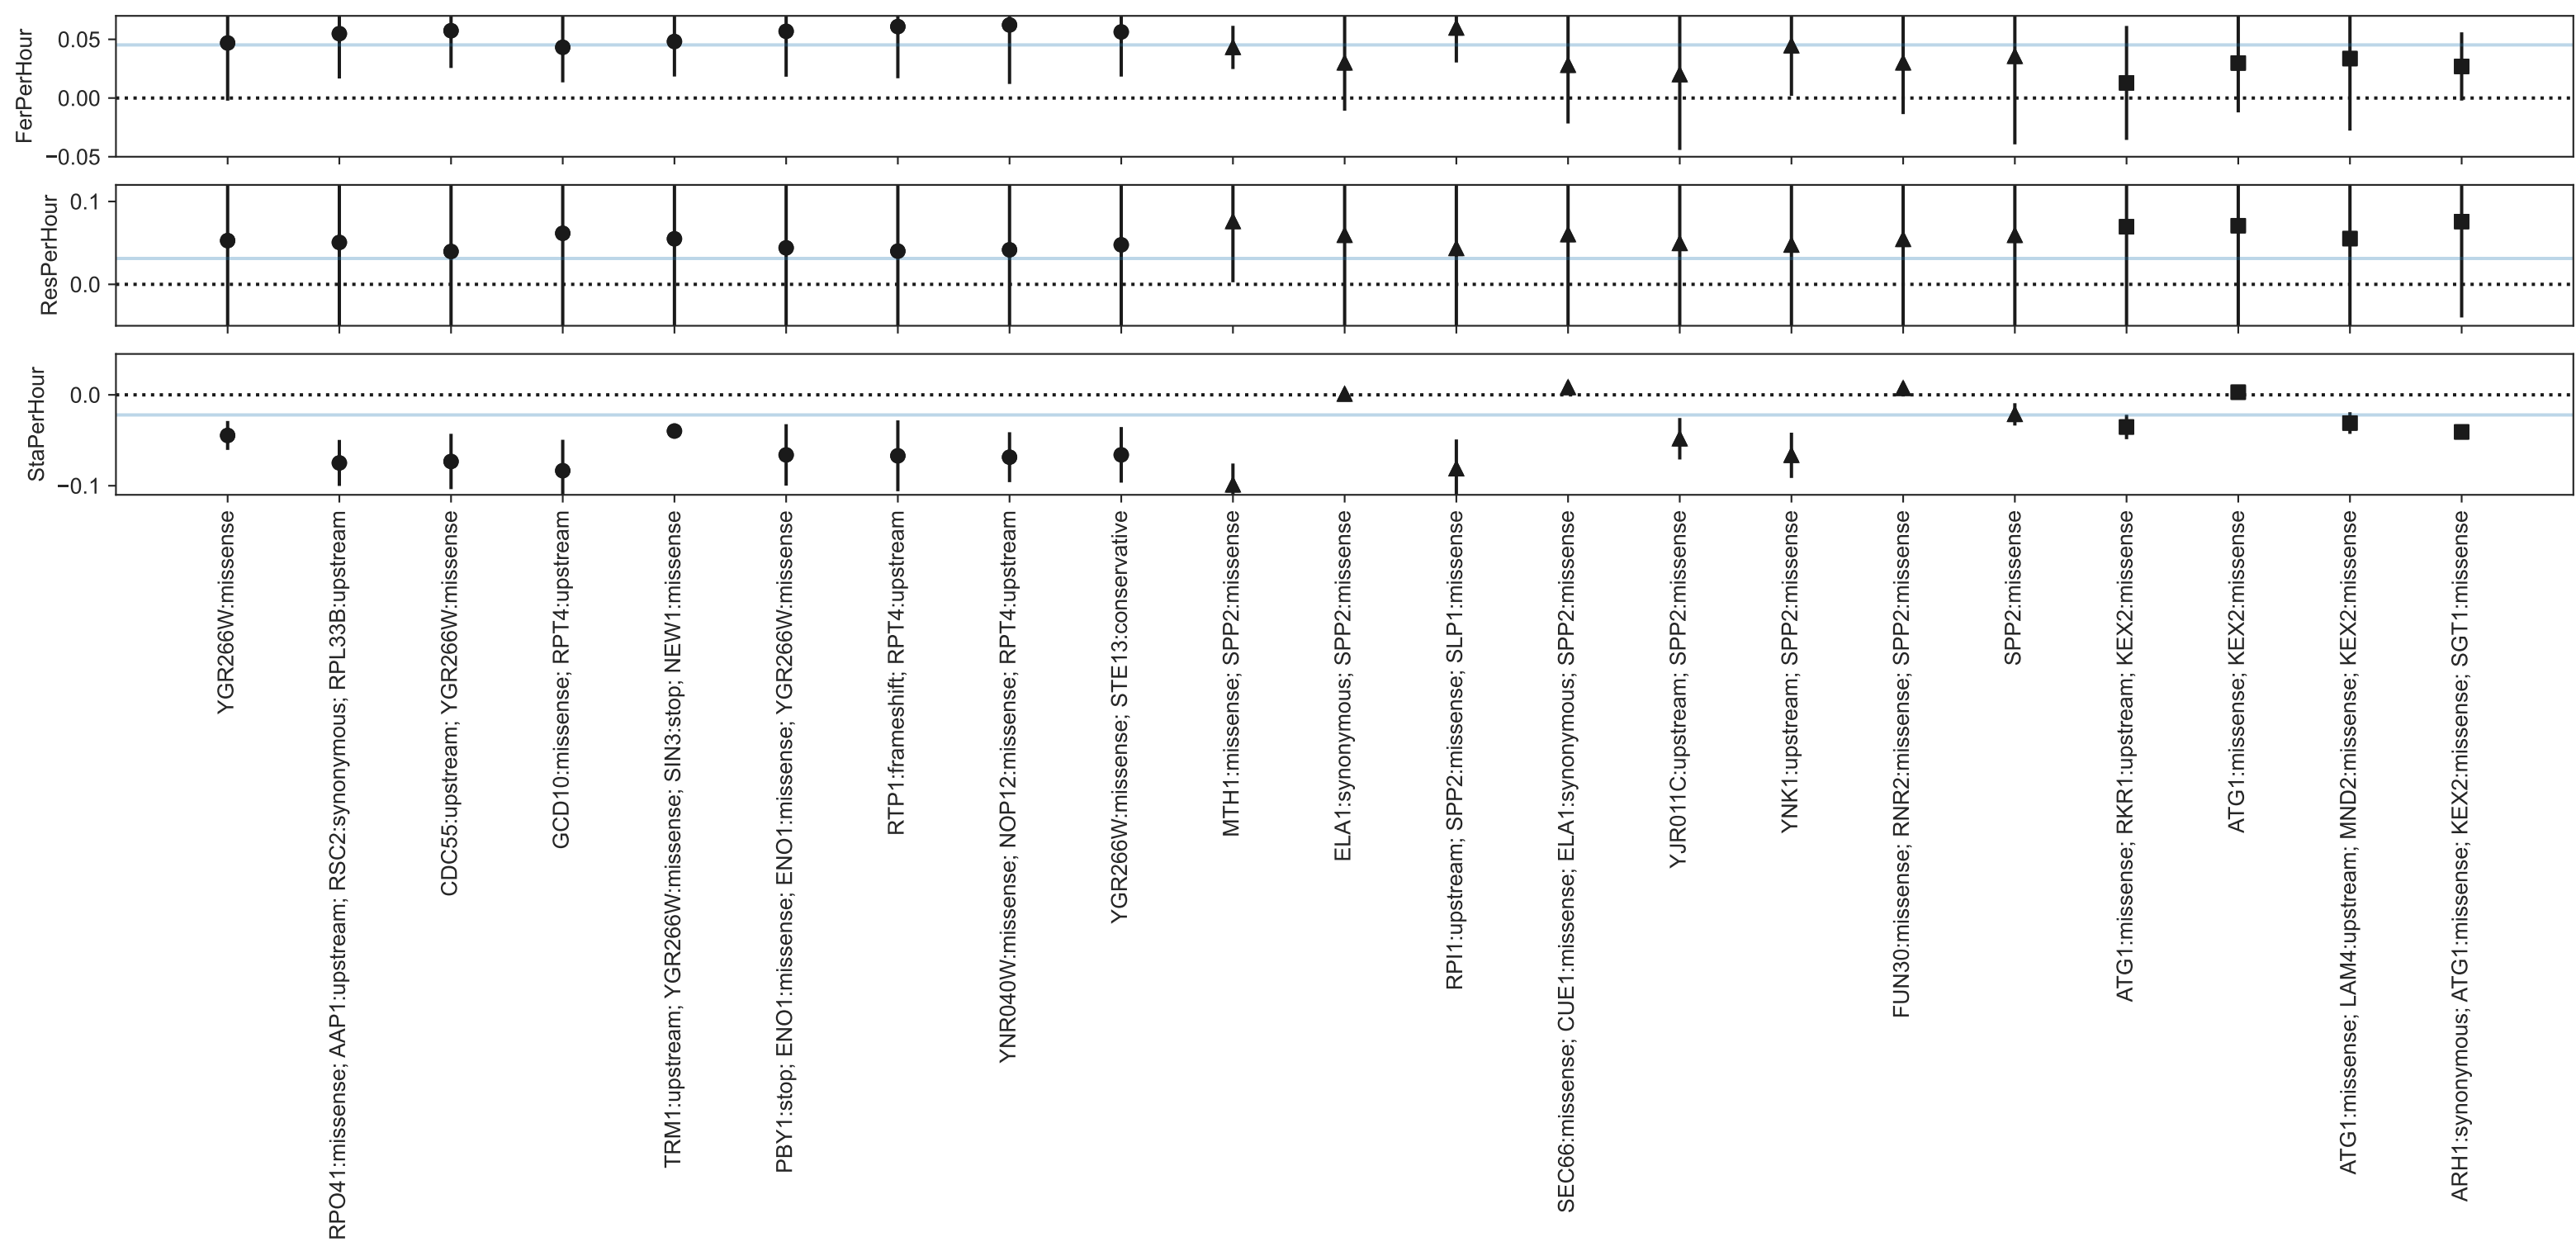 FerPerHour
0.05
0.00
−0.05
ResPerHour
0.1
0.0
StaPerHour
0.0
−0.1
YGR266W:missense
RPO41:missense; AAP1:upstream; RSC2:synonymous; RPL33B:upstream
CDC55:upstream; YGR266W:missense
GCD10:missense; RPT4:upstream
TRM1:upstream; YGR266W:missense; SIN3:stop; NEW1:missense
PBY1:stop; ENO1:missense; ENO1:missense; YGR266W:missense
RTP1:frameshift; RPT4:upstream
YNR040W:missense; NOP12:missense; RPT4:upstream
YGR266W:missense; STE13:conservative
MTH1:missense; SPP2:missense
ELA1:synonymous; SPP2:missense
RPI1:upstream; SPP2:missense; SLP1:missense
SEC66:missense; CUE1:missense; ELA1:synonymous; SPP2:missense
YJR011C:upstream; SPP2:missense
YNK1:upstream; SPP2:missense
FUN30:missense; RNR2:missense; SPP2:missense
SPP2:missense
ATG1:missense; RKR1:upstream; KEX2:missense
ATG1:missense; KEX2:missense
ATG1:missense; LAM4:upstream; MND2:missense; KEX2:missense
ARH1:synonymous; ATG1:missense; KEX2:missense; SGT1:missense